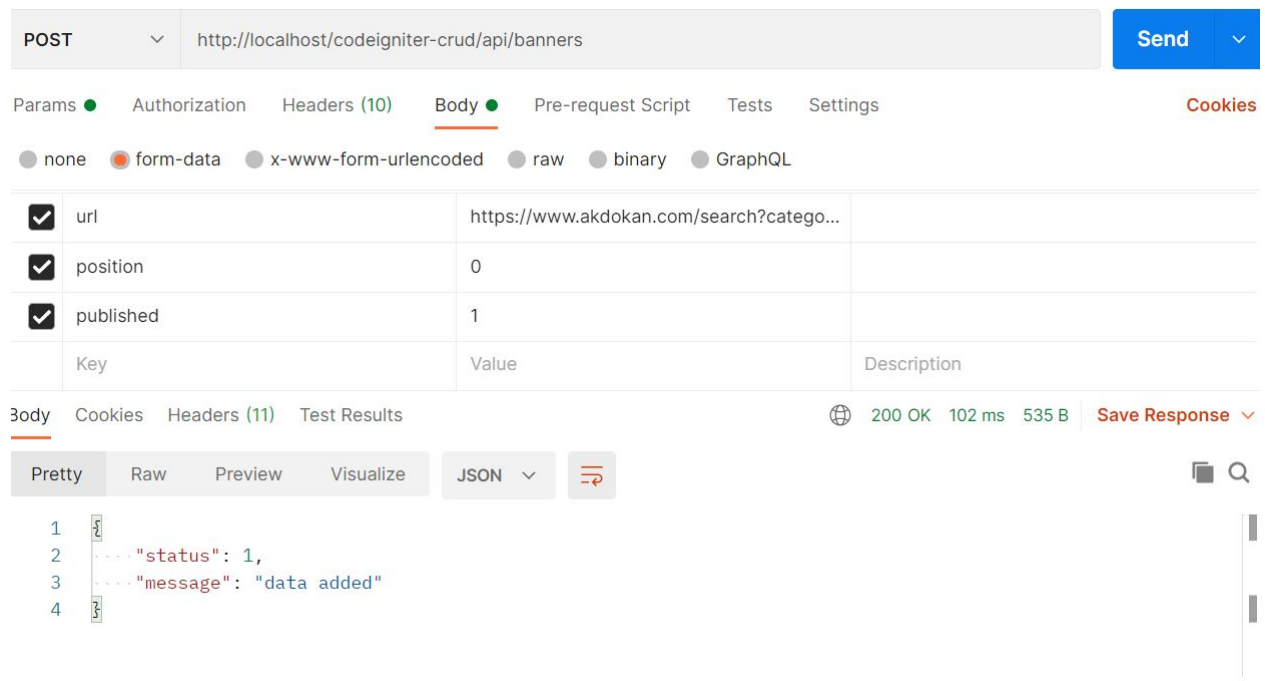 POST http://localhost/codeigniter-crud/api/banners Send
Params Authorization Headers (10) Body Pre-request Script Tests Settings Cookies
none form-data x-www-form-urlencoded raw binary GraphQL
url https://www.akdokan.com/search?catego...
position 0
published 1
Key Value Description
Body Cookies Headers (11) Test Results 200 OK 102 ms 535 B Save Response
Pretty Raw Preview Visualize JSON
1 {
2 "status": 1,
3 "message": "data added"
4 }